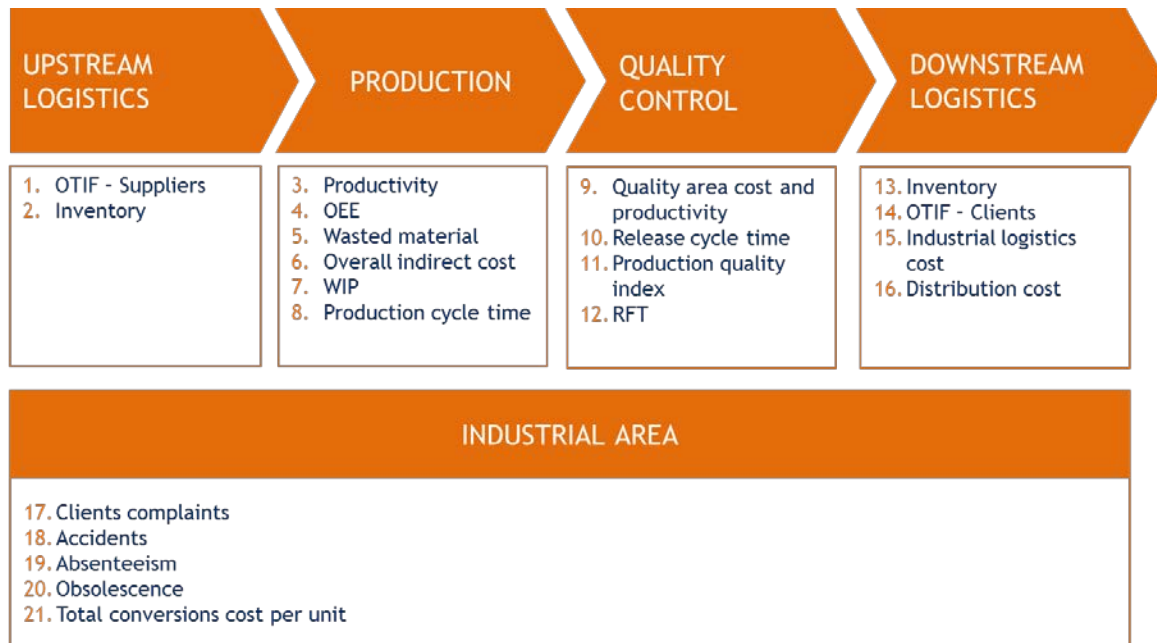 UPSTREAM
LOGISTICS
PRODUCTION
QUALITY
CONTROL
DOWNSTREAM
LOGISTICS
1. OTIF - Suppliers
2. Inventory
3. Productivity
4. OEE
5. Wasted material
6. Overall indirect cost
7. WIP
8. Production cycle time
9. Quality area cost and
productivity
10. Release cycle time
11. Production quality
index
12. RFT
13. Inventory
14. OTIF - Clients
15. Industrial logistics
cost
16. Distribution cost
INDUSTRIAL AREA
17. Clients complaints
18. Accidents
19. Absenteeism
20. Obsolescence
21. Total conversions cost per unit